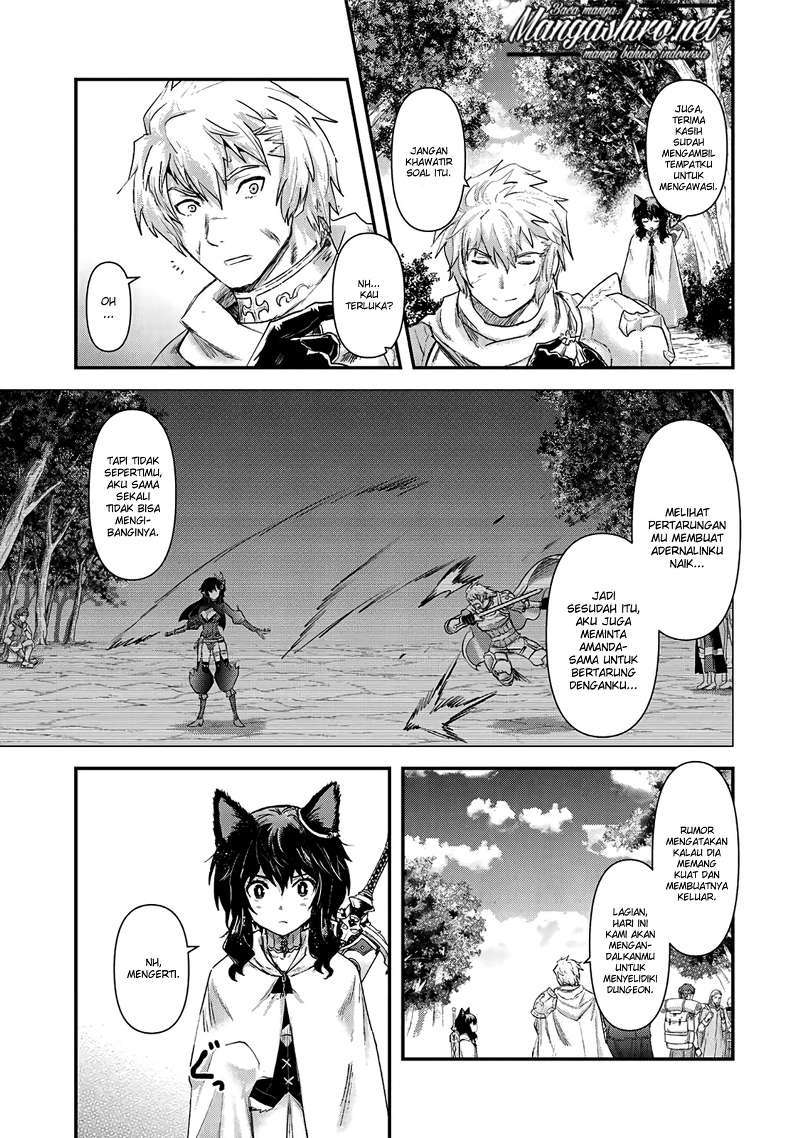 Baca manga
Mangashiro.net
manga bahasa indonesia
JUGA,
TERIMA
KASIH
SUDAH
MENGAMBIL
TEMPATKU
UNTUK
MENGAWASI.
JANGAN
KHAWATIR
SOAL ITU.
NH...
KAU
TERLUKA?
OH
...
MELIHAT
PERTARUNGAN
MU MEMBUAT
ADERNALINKU
NAIK...
JADI
SESUDAH ITU,
AKU JUGA
MEMINTA
AMANDA-
SAMA UNTUK
BERTARUNG
DENGANKU...
TAPI TIDAK
SEPERTIMU,
AKU SAMA
SEKALI
TIDAK BISA
MENGI-
BANGINYA.
RUMOR
MENGATAKAN
KALAU DIA
MEMANG
KUAT DAN
MEMBUATNYA
KELUAR.
LAGIAN,
HARI INI
KAMI AKAN
MENGAN-
DALKANMU
UNTUK
MENYELIDIKI
DUNGEON.
NH,
MENGERTI.
ぐっ